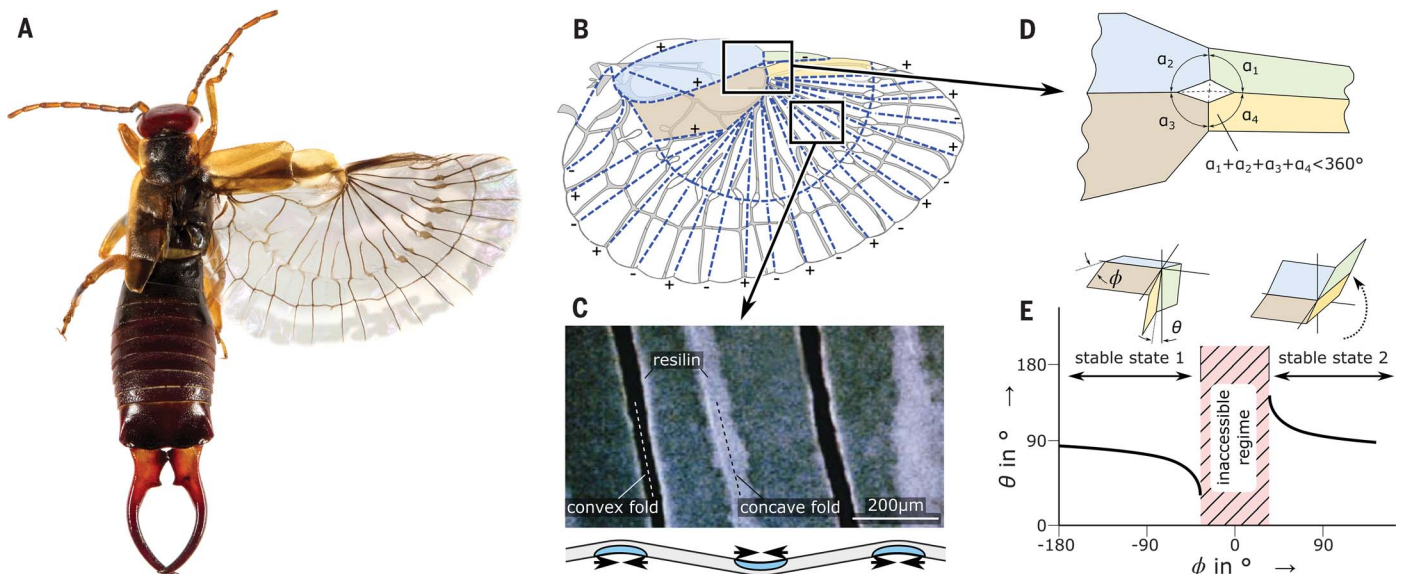 A
B
+
+
-
+
+
-
+
-
+
-
+
-
+
-
+
-
+
-
+
-
+
-
+
C
resilin
convex fold
concave fold
200µm
D
α2
α1
α3
α4
α1+α2+α3+α4<360°
ϕ
θ
E
stable state 1
stable state 2
inaccessible
regime
180
90
0
θ in ° →
-180
-90
0
90
ϕ in ° →